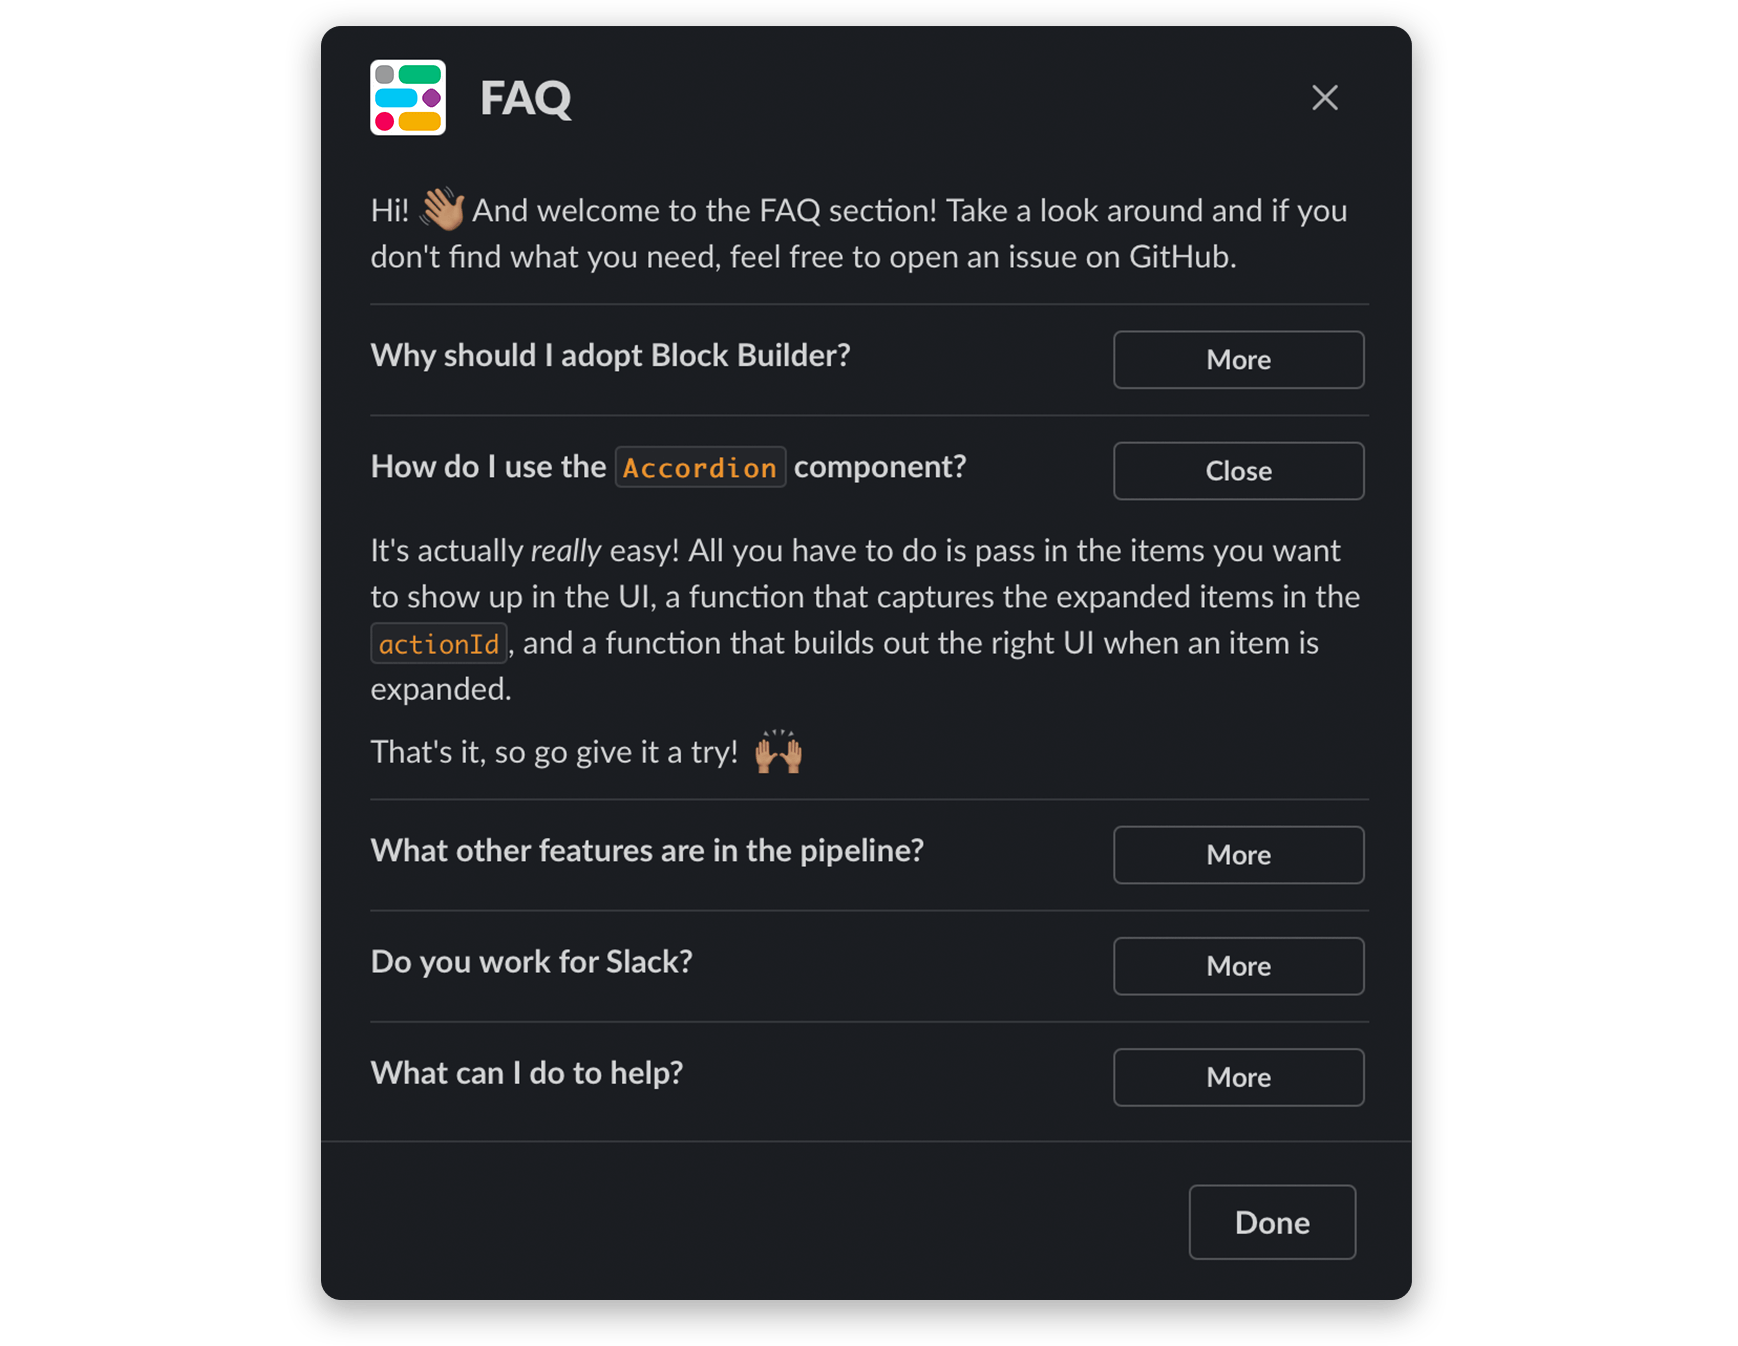 FAQ
Hi! 👋🏽 And welcome to the FAQ section! Take a look around and if you
don't find what you need, feel free to open an issue on GitHub.
Why should I adopt Block Builder?
More
How do I use the Accordion component?
Close
It's actually really easy! All you have to do is pass in the items you want
to show up in the UI, a function that captures the expanded items in the
actionId, and a function that builds out the right UI when an item is
expanded.
That's it, so go give it a try! 🙌🏽
What other features are in the pipeline?
More
Do you work for Slack?
More
What can I do to help?
More
Done